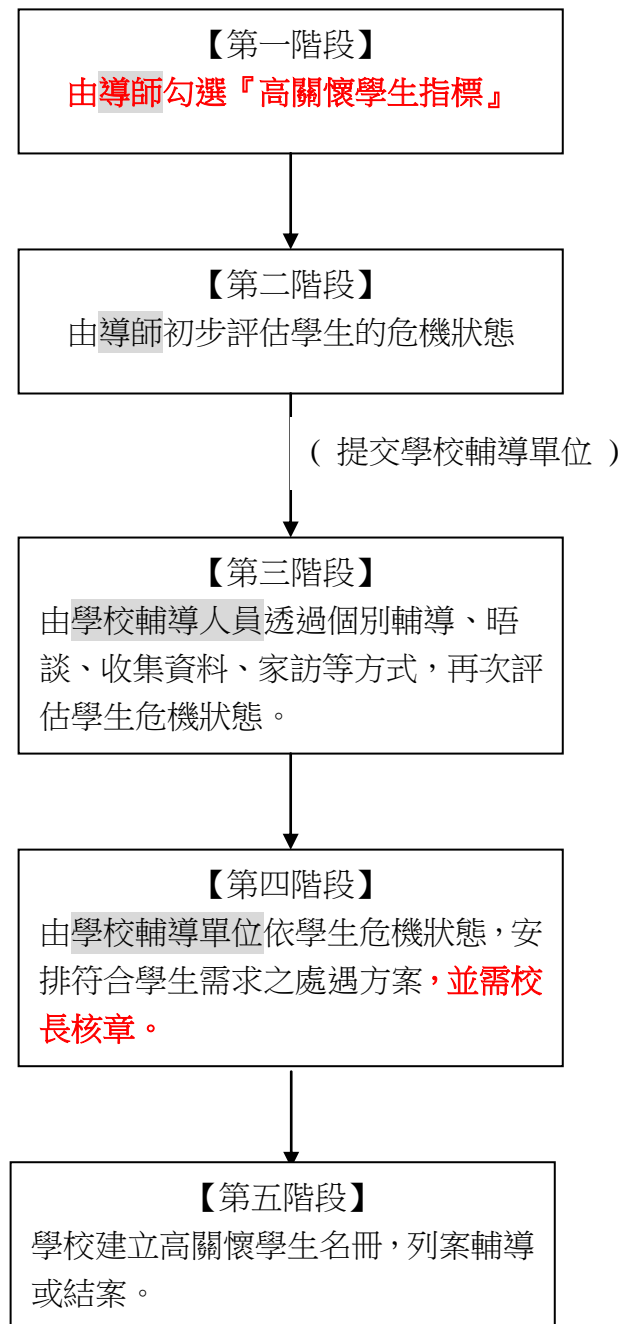 【第一階段】
由導師勾選『高關懷學生指標』
【第二階段】
由導師初步評估學生的危機狀態
( 提交學校輔導單位 )
【第三階段】
由學校輔導人員透過個別輔導、晤
談、收集資料、家訪等方式，再次評
估學生危機狀態。
【第四階段】
由學校輔導單位依學生危機狀態，安
排符合學生需求之處遇方案，並需校
長核章。
【第五階段】
學校建立高關懷學生名冊，列案輔導
或結案。